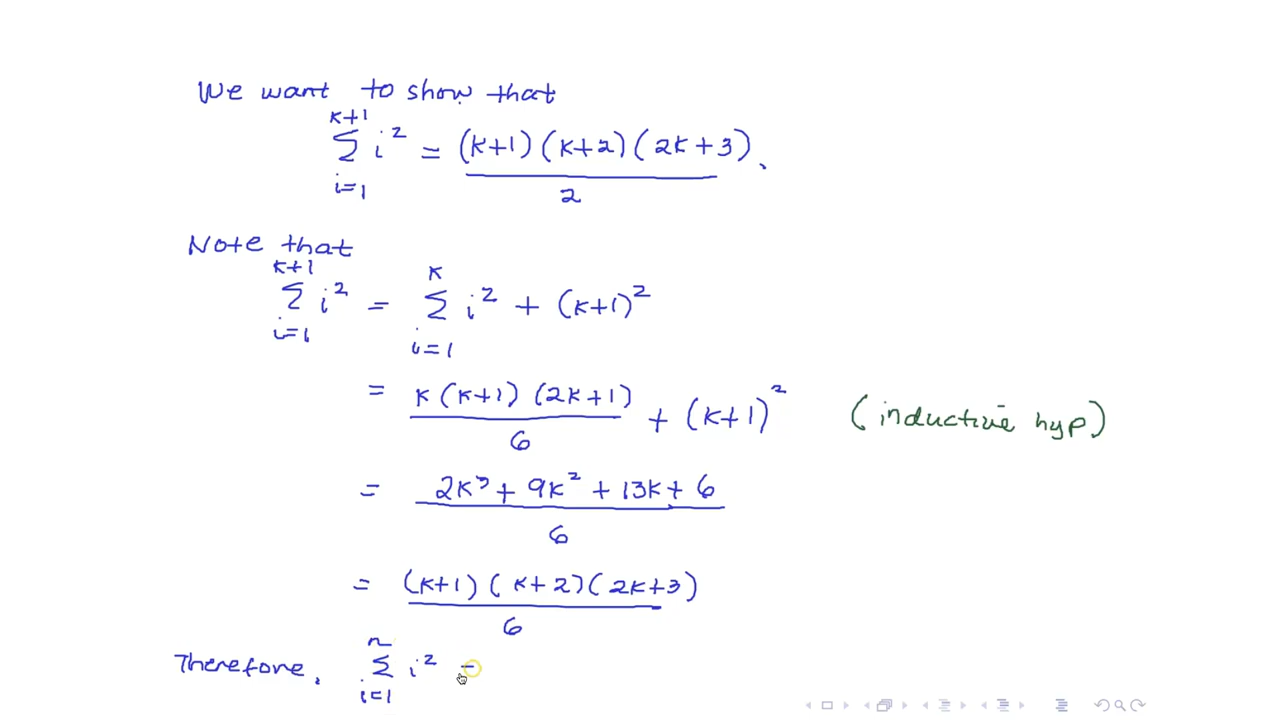 We want to show that
∑_{i=1}^{k+1} i² = (k+1)(k+2)(2k+3)/2.
Note that
∑_{i=1}^{k+1} i² = ∑_{i=1}^{k} i² + (k+1)²
= k(k+1)(2k+1)/6 + (k+1)² (inductive hyp)
= (2k³ + 9k² + 13k + 6)/6
= (k+1)(k+2)(2k+3)/6
Therefore, ∑_{i=1}^{n} i² =